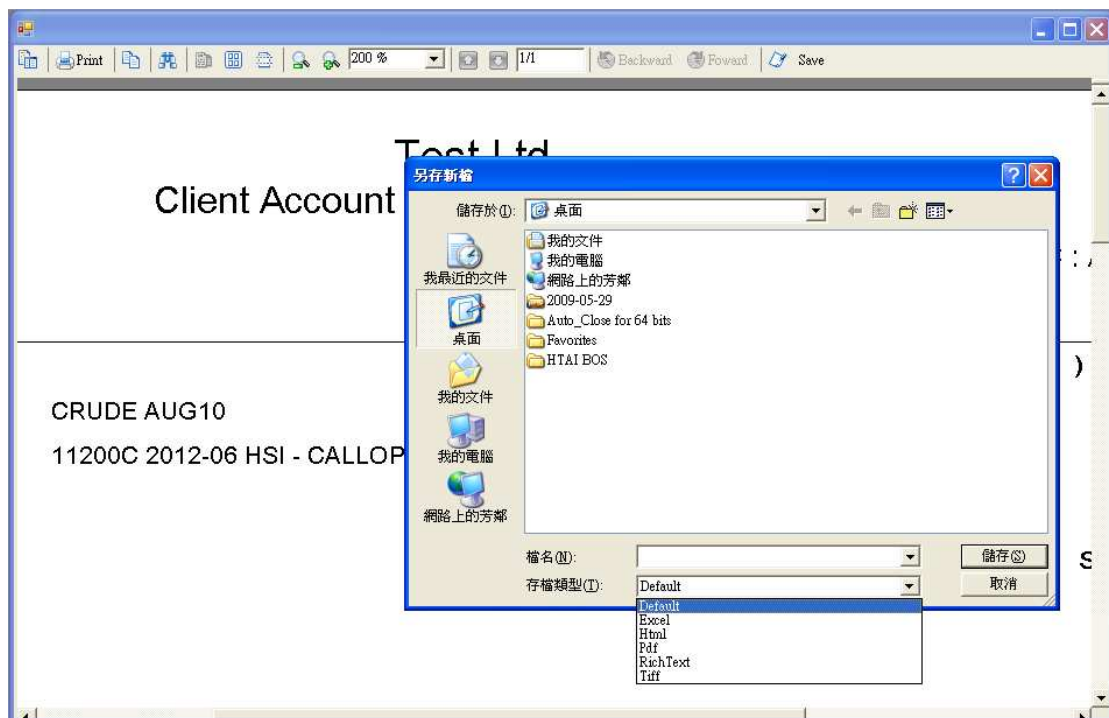 Print 200 % 1/1 Backward Foward Save
Client Account
CRUDE AUG10
11200C 2012-06 HSI - CALLOP
另存新檔
儲存於(I): 桌面
我最近的文件
桌面
我的文件
我的電腦
網路上的芳鄰
我的文件
我的電腦
網路上的芳鄰
2009-05-29
Auto_Close for 64 bits
Favorites
HTAI BOS
檔名(N): 儲存(S)
存檔類型(T): Default 取消
Default
Excel
Html
Pdf
RichText
Tiff